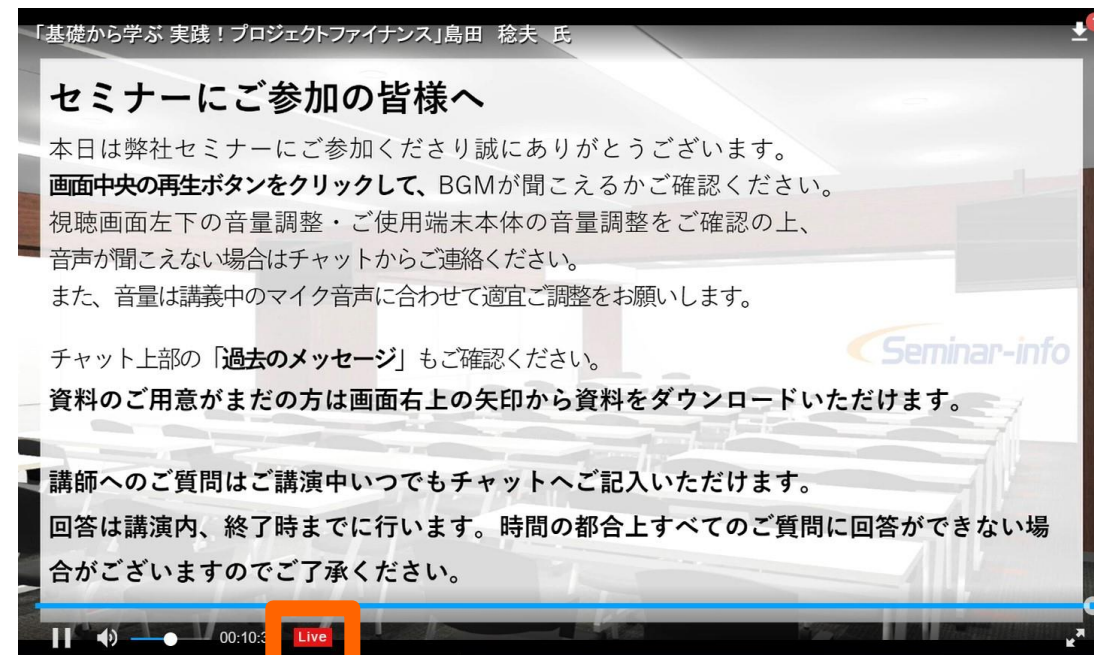 「基礎から学ぶ 実践！プロジェクトファイナンス」島田 稔夫 氏
セミナーにご参加の皆様へ
本日は弊社セミナーにご参加くださり誠にありがとうございます。
画面中央の再生ボタンをクリックして、BGMが聞こえるかご確認ください。
視聴画面左下の音量調整・ご使用端末本体の音量調整をご確認の上、
音声が聞こえない場合はチャットからご連絡ください。
また、音量は講義中のマイク音声に合わせて適宜ご調整をお願いします。
チャット上部の「過去のメッセージ」もご確認ください。
Seminar-info
資料のご用意がまだの方は画面右上の矢印から資料をダウンロードいただけます。
講師へのご質問はご講演中いつでもチャットへご記入いただけます。
回答は講演内、終了時までに行います。時間の都合上すべてのご質問に回答ができない場
合がございますのでご了承ください。
Live